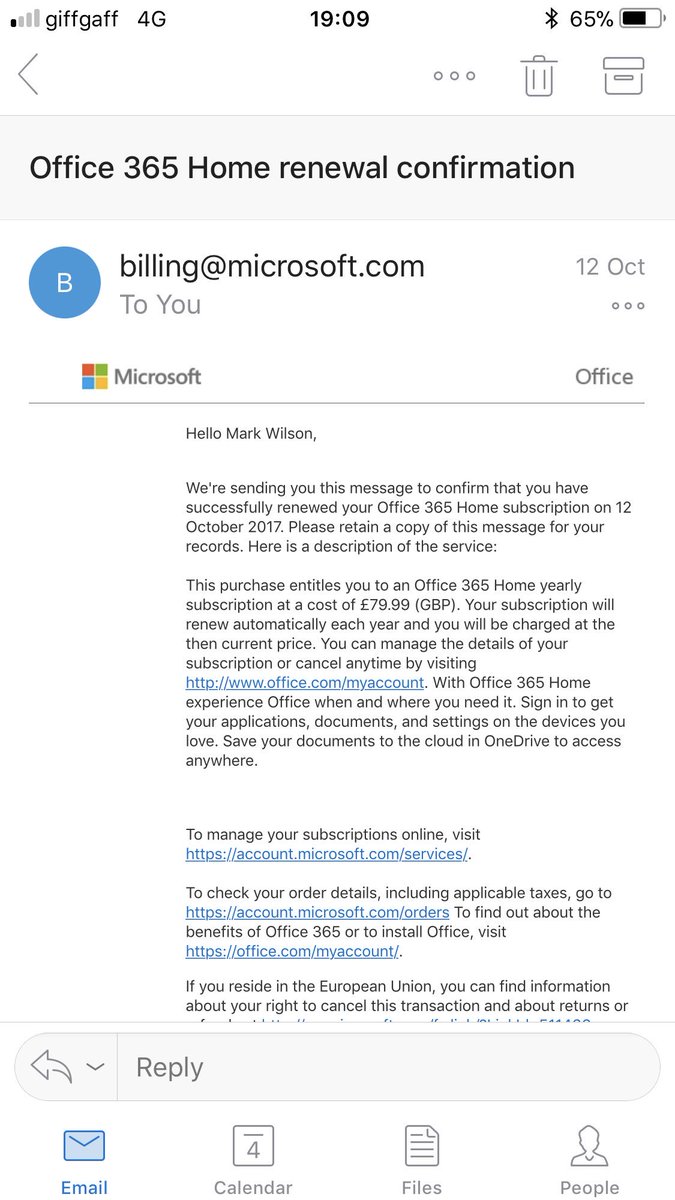 giffgaff 4G 19:09 65%
Office 365 Home renewal confirmation
B
billing@microsoft.com 12 Oct
To You
Microsoft Office
Hello Mark Wilson,
We're sending you this message to confirm that you have
successfully renewed your Office 365 Home subscription on 12
October 2017. Please retain a copy of this message for your
records. Here is a description of the service:
This purchase entitles you to an Office 365 Home yearly
subscription at a cost of £79.99 (GBP). Your subscription will
renew automatically each year and you will be charged at the
then current price. You can manage the details of your
subscription or cancel anytime by visiting
http://www.office.com/myaccount. With Office 365 Home
experience Office when and where you need it. Sign in to get
your applications, documents, and settings on the devices you
love. Save your documents to the cloud in OneDrive to access
anywhere.
To manage your subscriptions online, visit
https://account.microsoft.com/services/.
To check your order details, including applicable taxes, go to
https://account.microsoft.com/orders To find out about the
benefits of Office 365 or to install Office, visit
https://office.com/myaccount/.
If you reside in the European Union, you can find information
about your right to cancel this transaction and about returns or
Reply
4
Email Calendar Files People